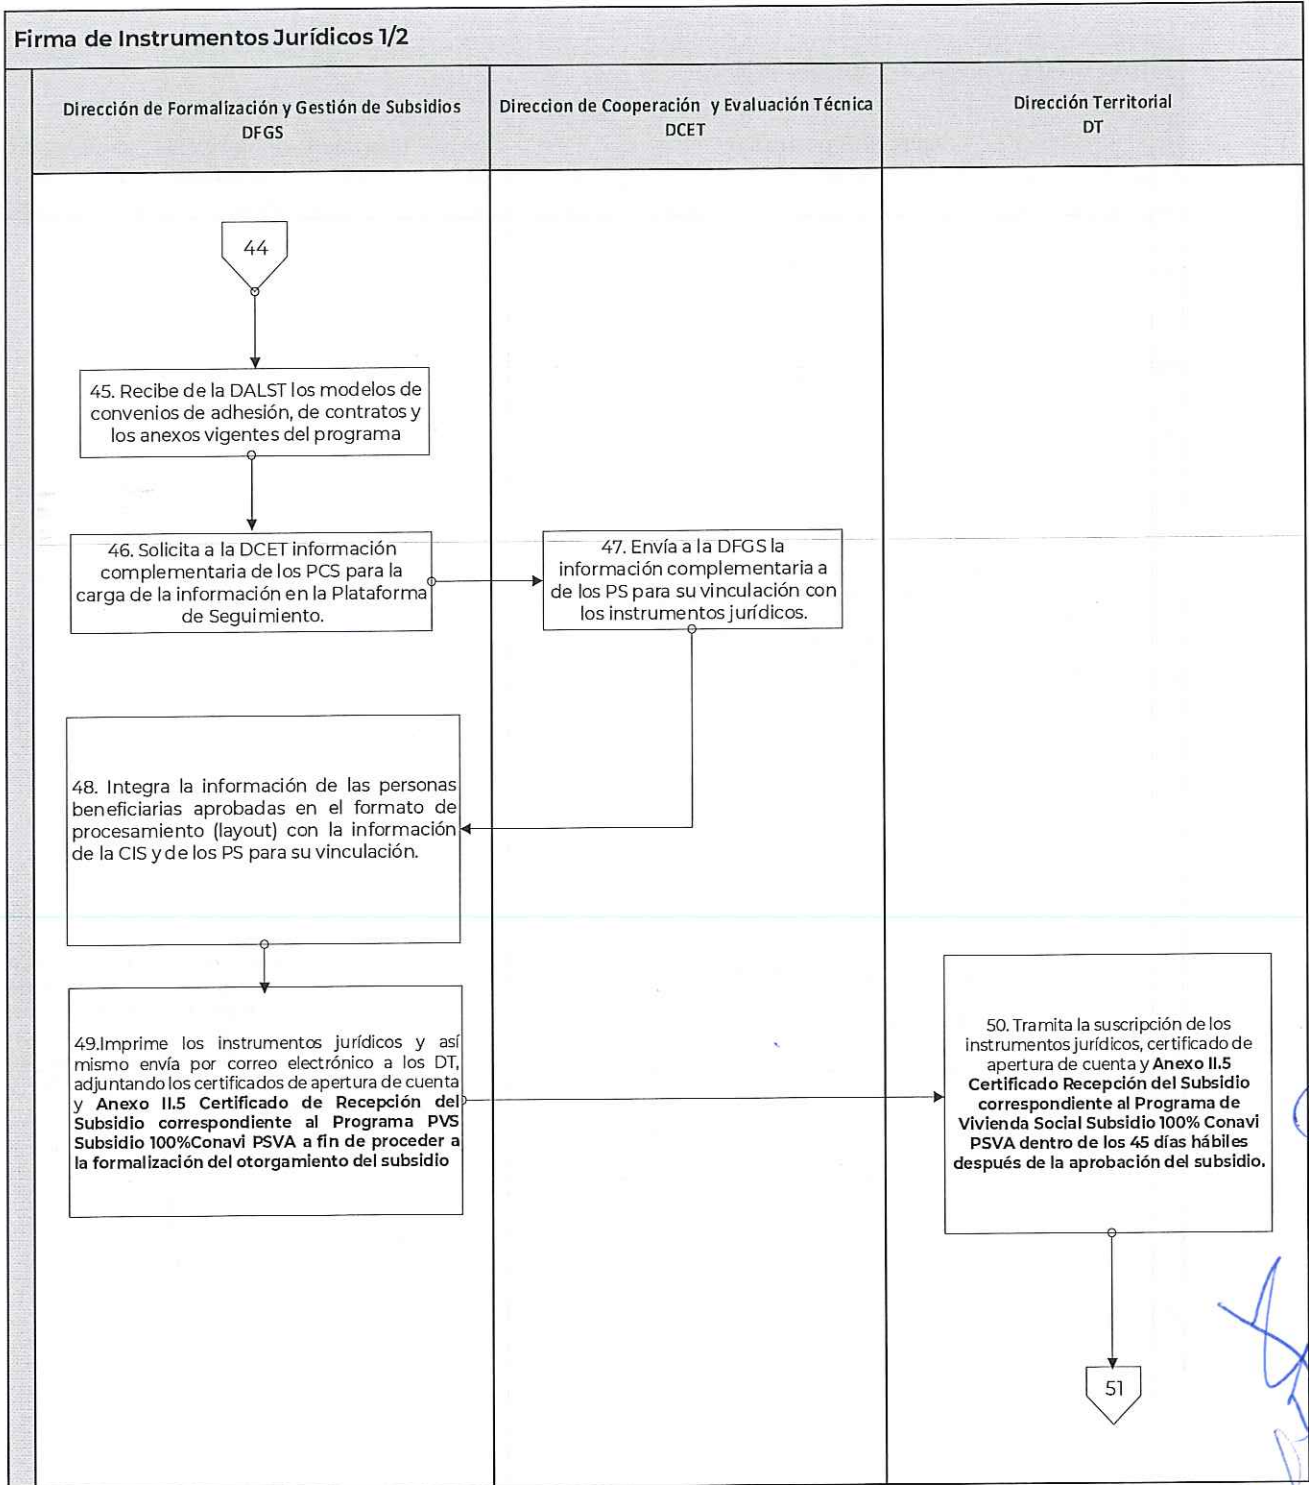 Firma de Instrumentos Jurídicos 1/2
Dirección de Formalización y Gestión de Subsidios
DFGS
Direccion de Cooperación y Evaluación Técnica
DCET
Dirección Territorial
DT
44
45. Recibe de la DALST los modelos de
convenios de adhesión, de contratos y
los anexos vigentes del programa
46. Solicita a la DCET información
complementaria de los PCS para la
carga de la información en la Plataforma
de Seguimiento.
47. Envía a la DFGS la
información complementaria a
de los PS para su vinculación con
los instrumentos jurídicos.
48. Integra la información de las personas
beneficiarias aprobadas en el formato de
procesamiento (layout) con la información
de la CIS y de los PS para su vinculación.
49.Imprime los instrumentos jurídicos y así
mismo envía por correo electrónico a los DT,
adjuntando los certificados de apertura de cuenta
y Anexo II.5 Certificado de Recepción del
Subsidio correspondiente al Programa PVS
Subsidio 100%Conavi PSVA a fin de proceder a
la formalización del otorgamiento del subsidio
50. Tramita la suscripción de los
instrumentos jurídicos, certificado de
apertura de cuenta y Anexo II.5
Certificado Recepción del Subsidio
correspondiente al Programa de
Vivienda Social Subsidio 100% Conavi
PSVA dentro de los 45 días hábiles
después de la aprobación del subsidio.
51